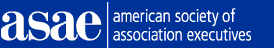 asae
american society of
association executives